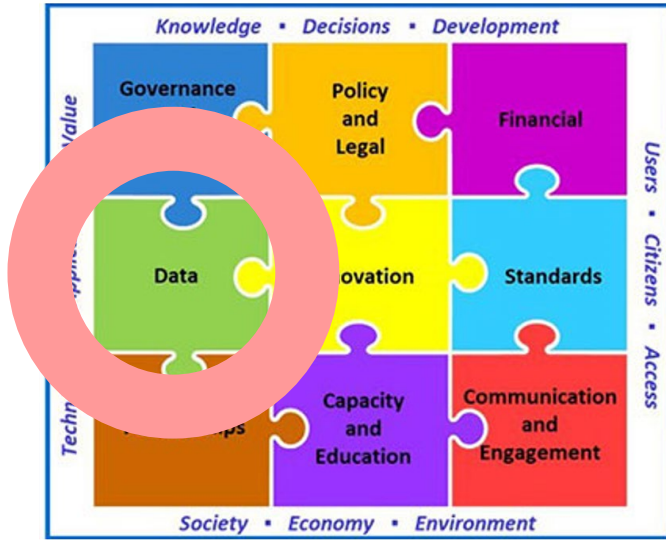 Knowledge ▪ Decisions ▪ Development
Governance
Policy
and
Legal
Financial
Value
Users ▪ Citizens ▪ Access
Data
Standards
Capacity
and
Education
Communication
and
Engagement
Society ▪ Economy ▪ Environment